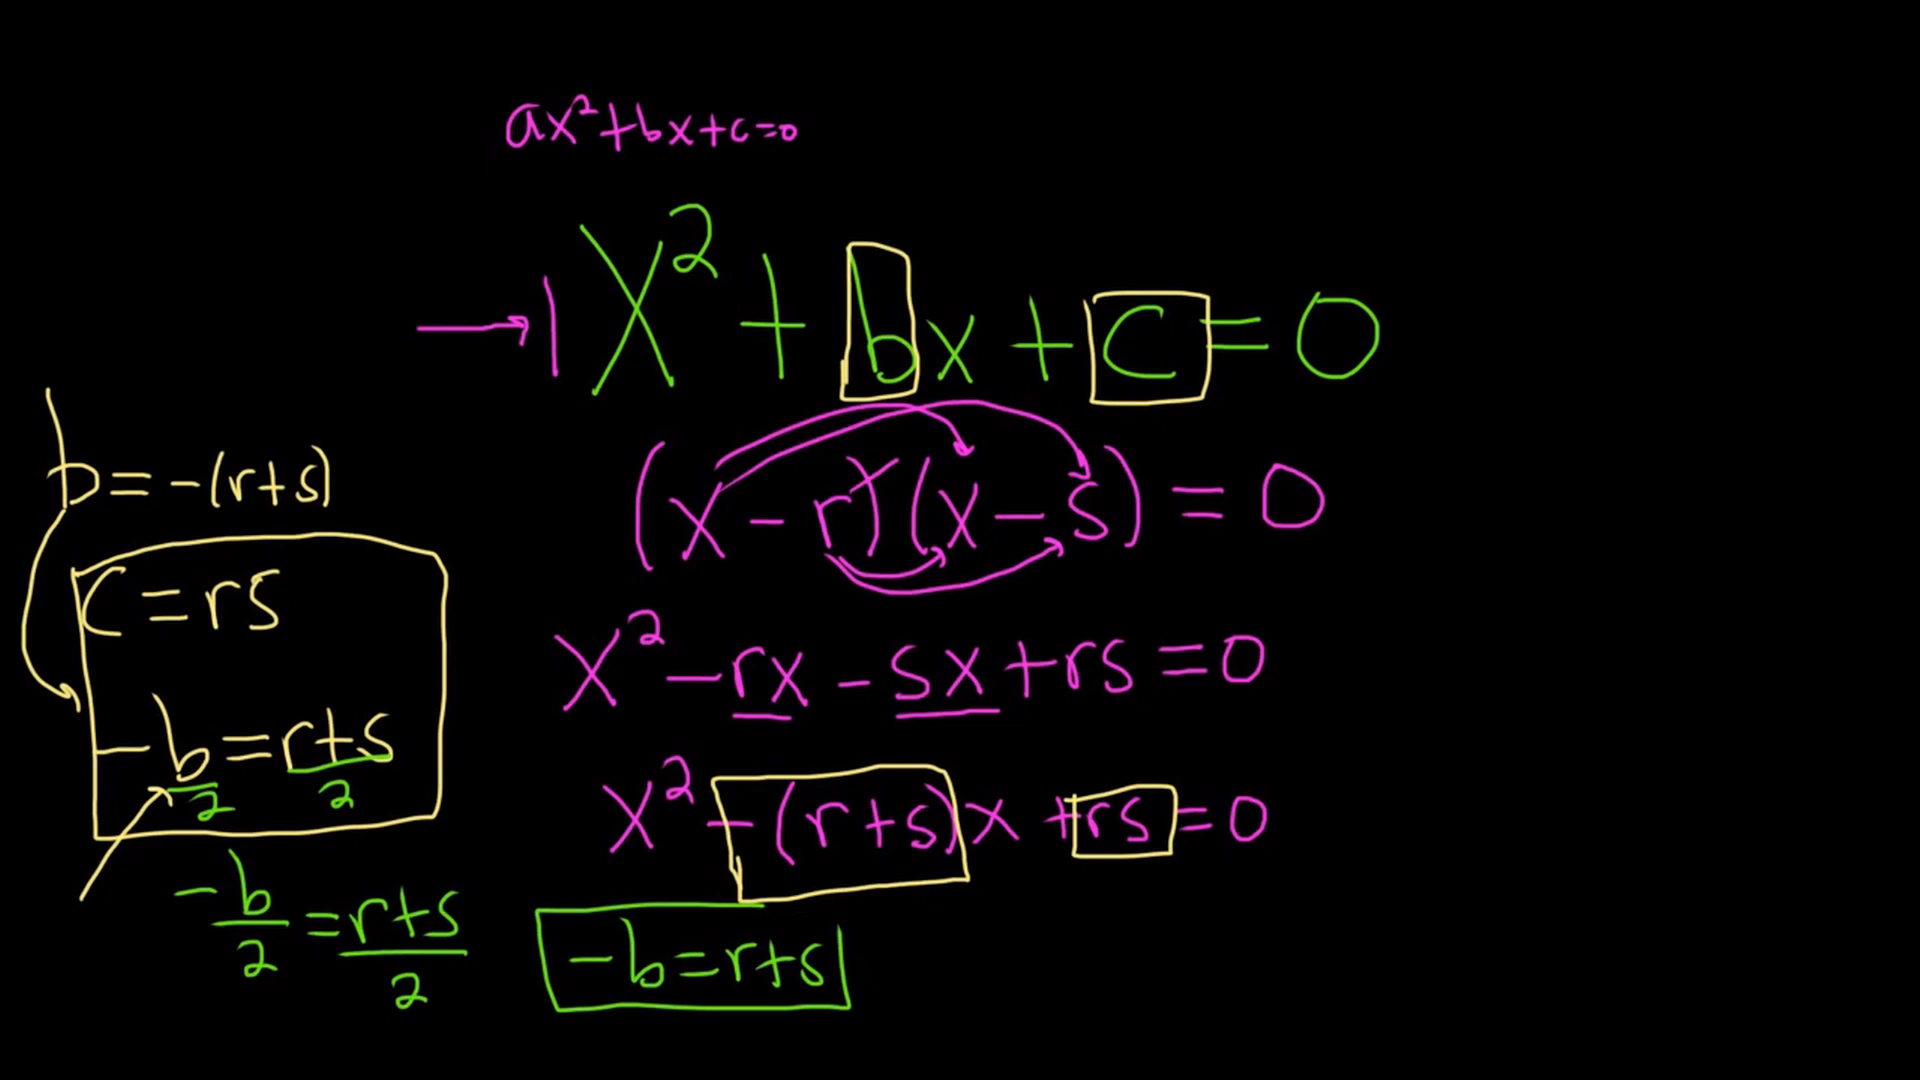 ax²+bx+c=0
1x²+bx+c=0
(x-r)(x-s)=0
x²-rx-sx+rs=0
x²-(r+s)x+rs=0
-b=r+s
b=-(r+s)
c=rs
-b/2=r+s/2
-b/2=r+s/2